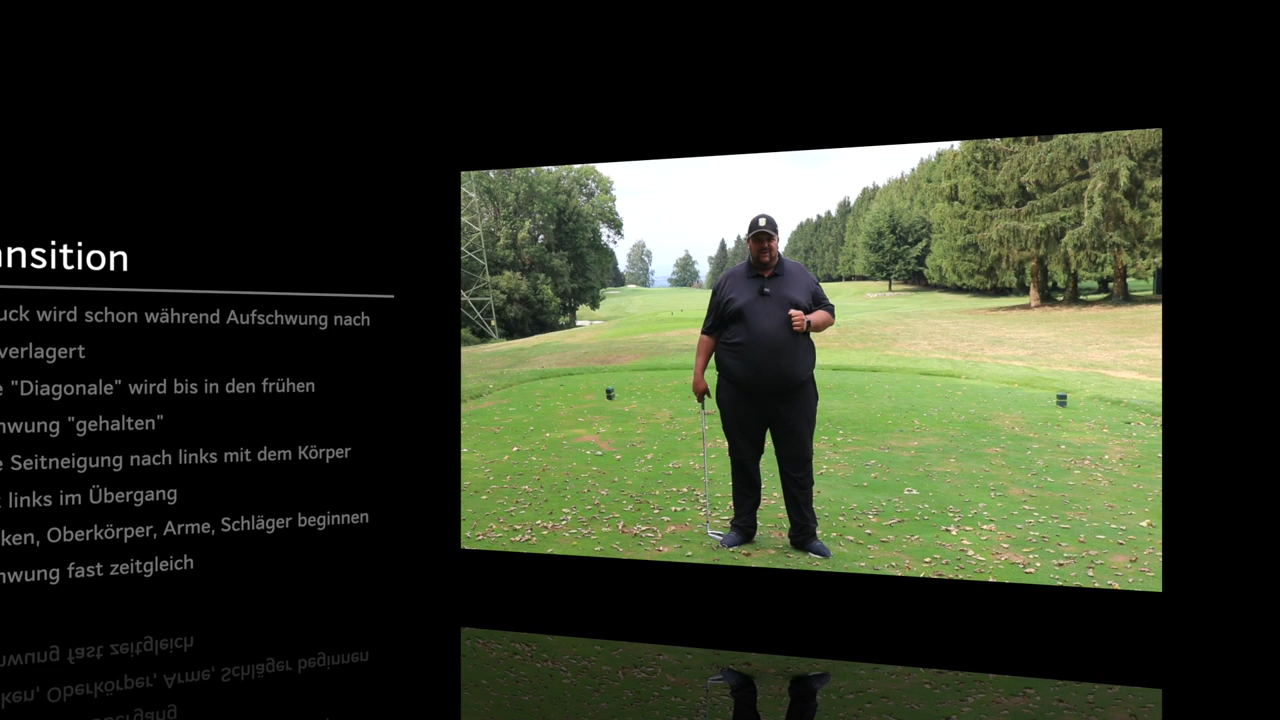 ansition
uck wird schon während Aufschwung nach
verlagert
e "Diagonale" wird bis in den frühen
hwung "gehalten"
e Seitneigung nach links mit dem Körper
t links im Übergang
ken, Oberkörper, Arme, Schläger beginnen
hwung fast zeitgleich